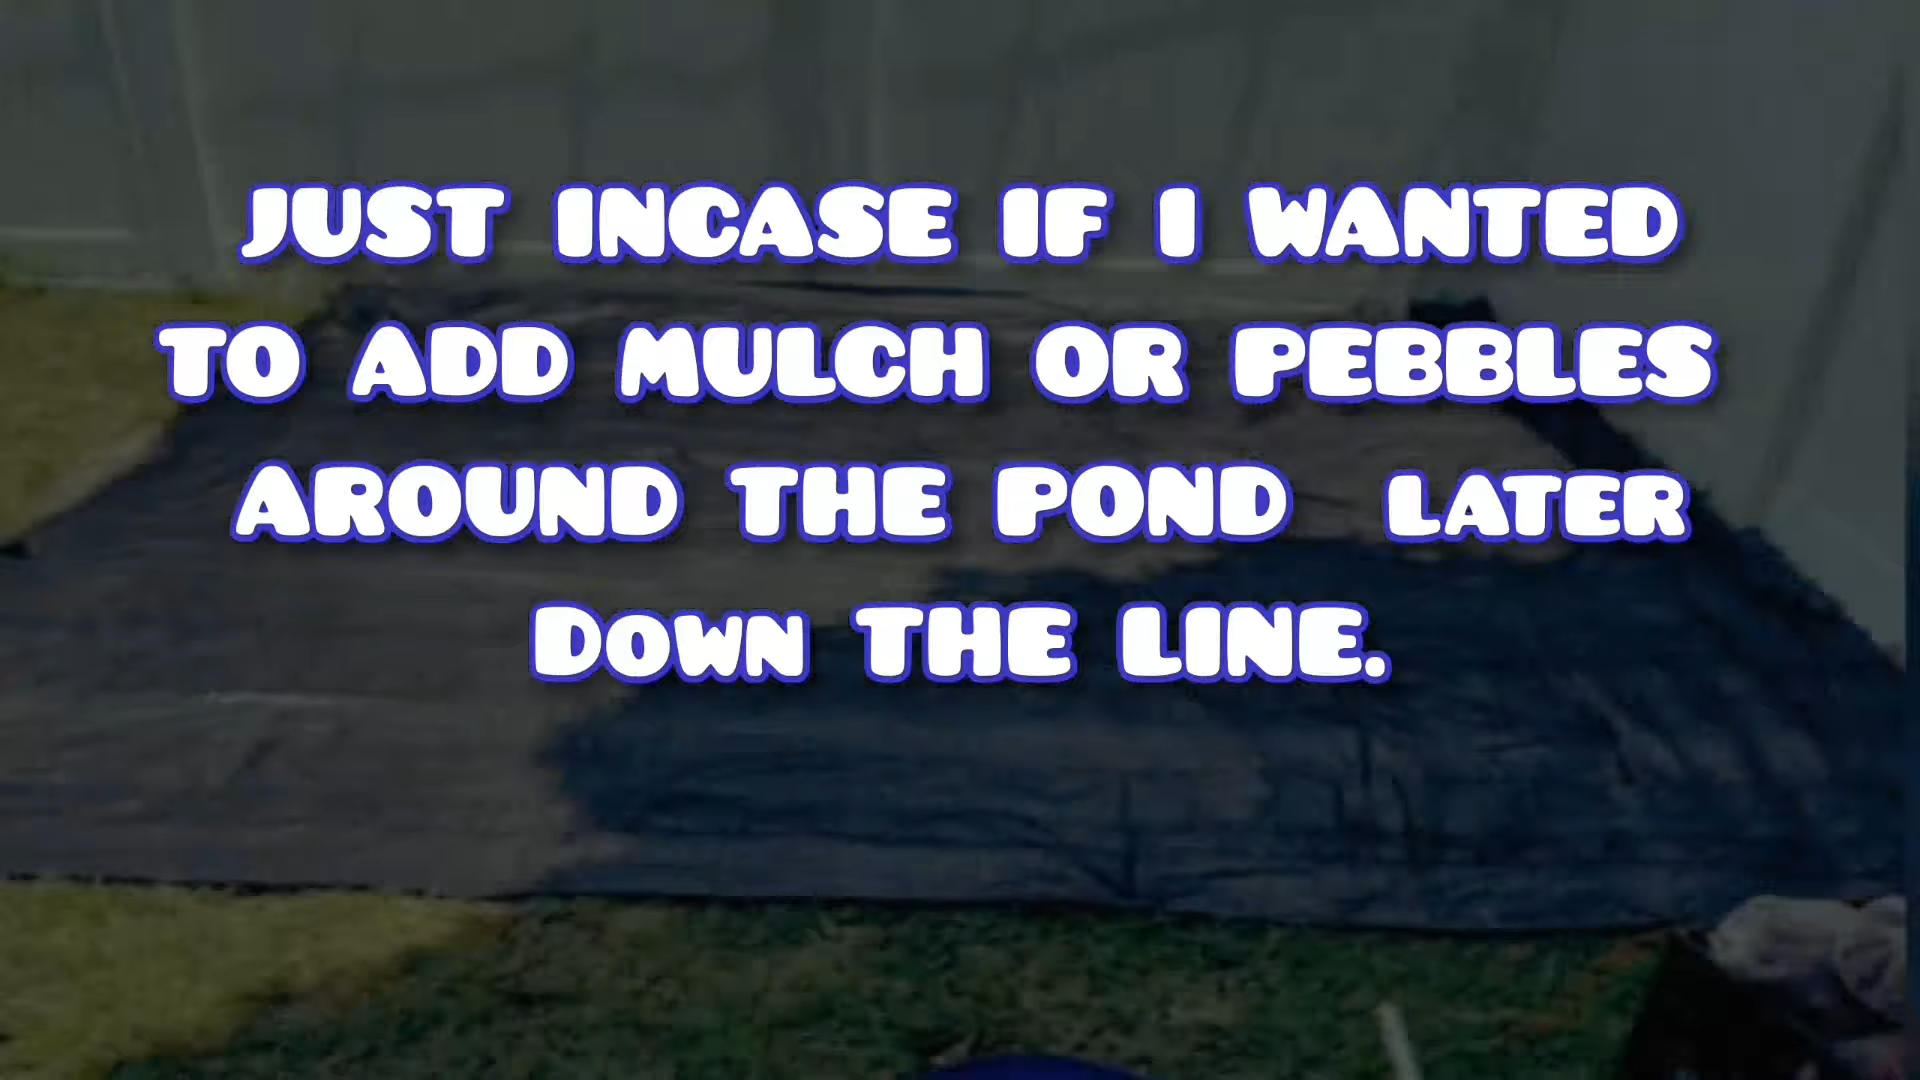 JUST INCASE IF I WANTED
TO ADD MULCH OR PEBBLES
AROUND THE POND LATER
DOWN THE LINE.